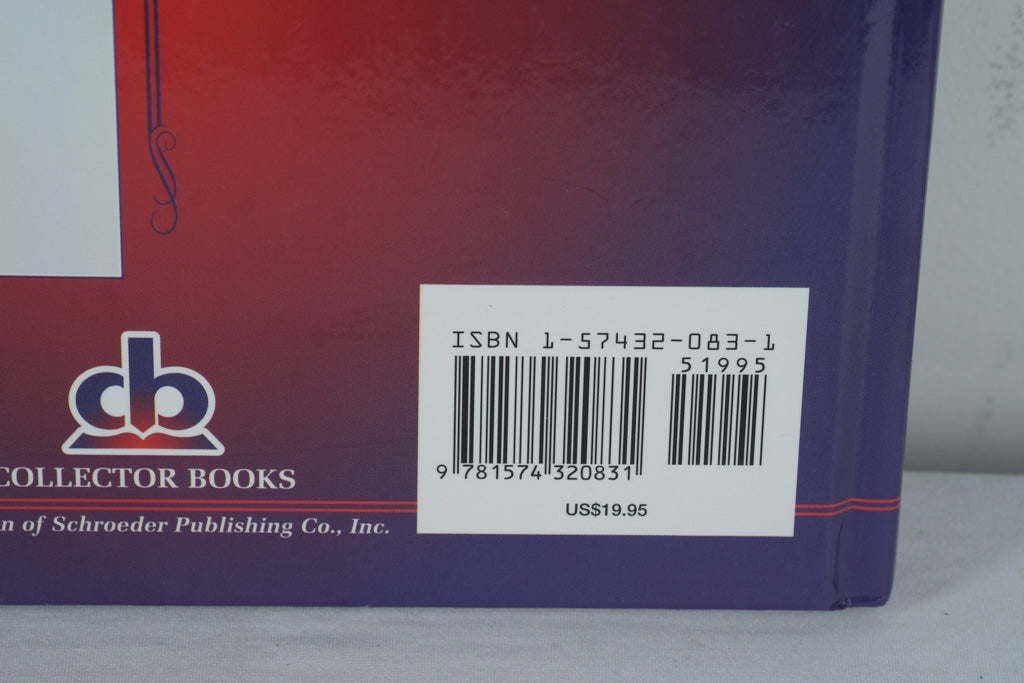 ISBN 1-57432-083-1
51995
9 781574 320831
US$19.95
cb
COLLECTOR BOOKS
of Schroeder Publishing Co., Inc.